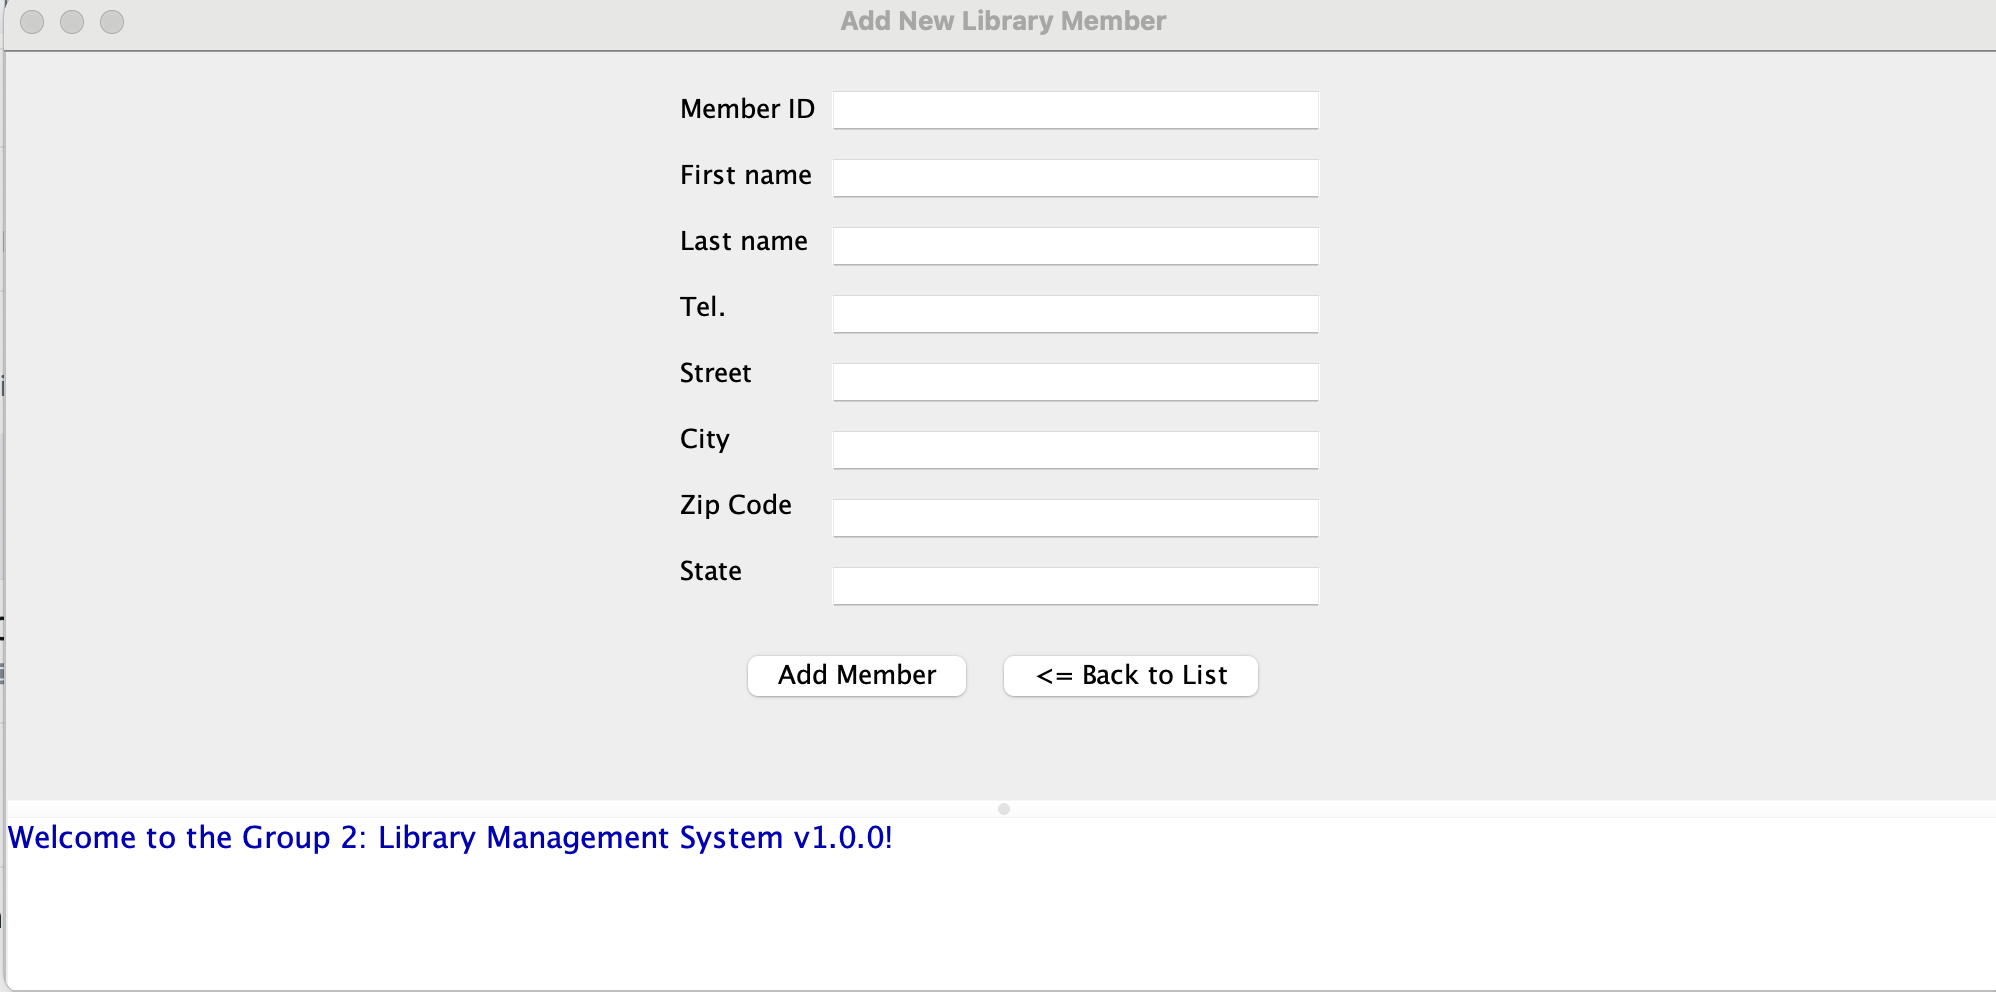 Add New Library Member
Member ID
First name
Last name
Tel.
Street
City
Zip Code
State
Add Member <= Back to List
Welcome to the Group 2: Library Management System v1.0.0!